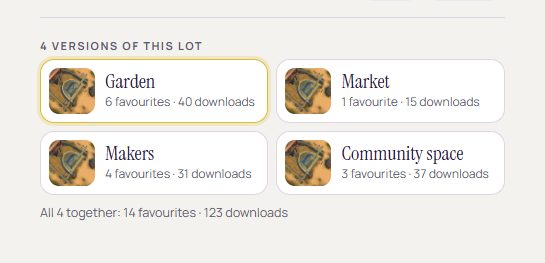 4 VERSIONS OF THIS LOT
Garden
6 favourites · 40 downloads
Market
1 favourite · 15 downloads
Makers
4 favourites · 31 downloads
Community space
3 favourites · 37 downloads
All 4 together: 14 favourites · 123 downloads